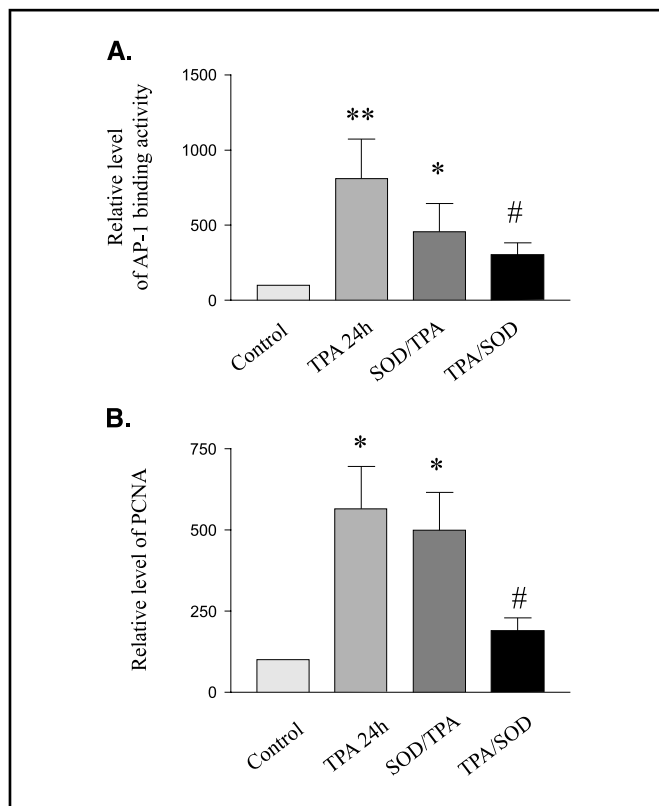 A.
1500
1000
500
0
Relative level
of AP-1 binding activity
**
*
#
Control
TPA 24h
SOD/TPA
TPA/SOD
B.
750
500
250
0
Relative level of PCNA
*
*
#
Control
TPA 24h
SOD/TPA
TPA/SOD